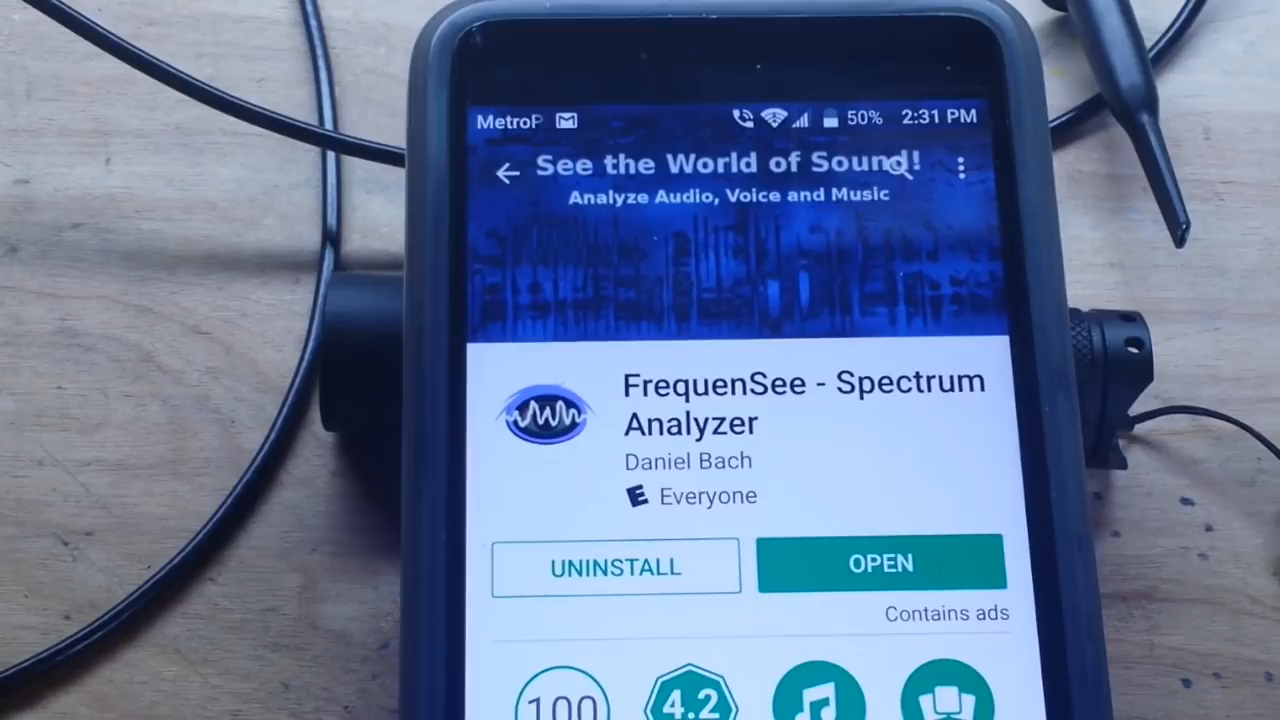 MetroP 50% 2:31 PM
See the World of Sound!
Analyze Audio, Voice and Music
FrequenSee - Spectrum
Analyzer
Daniel Bach
E Everyone
UNINSTALL OPEN
Contains ads
100 4.2